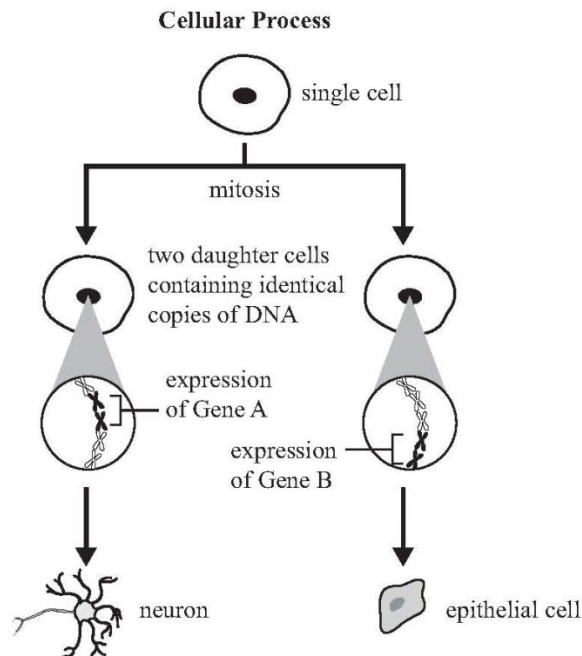 Cellular Process
single cell
mitosis
two daughter cells
containing identical
copies of DNA
expression
of Gene A
expression
of Gene B
neuron
epithelial cell